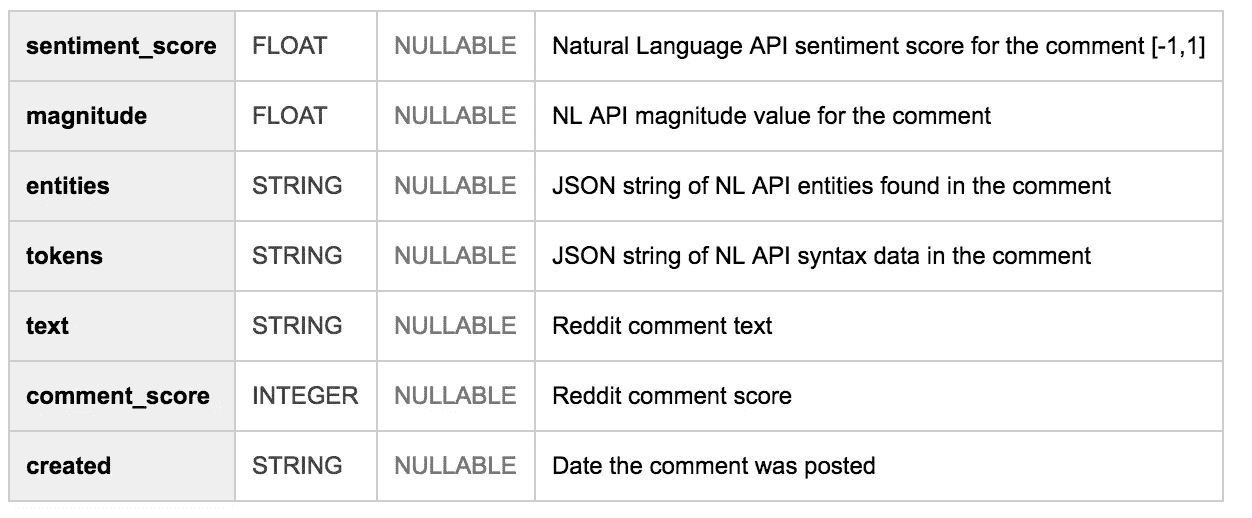 sentiment_score FLOAT NULLABLE Natural Language API sentiment score for the comment [-1,1]
magnitude FLOAT NULLABLE NL API magnitude value for the comment
entities STRING NULLABLE JSON string of NL API entities found in the comment
tokens STRING NULLABLE JSON string of NL API syntax data in the comment
text STRING NULLABLE Reddit comment text
comment_score INTEGER NULLABLE Reddit comment score
created STRING NULLABLE Date the comment was posted